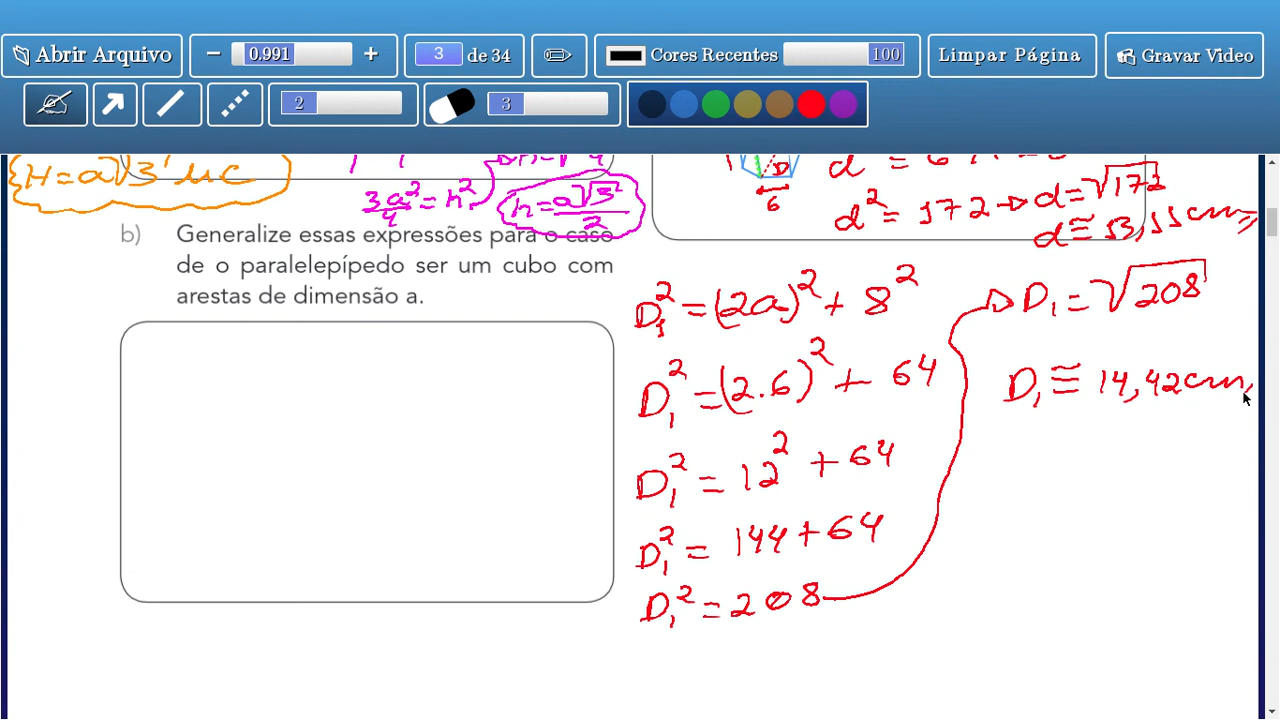 Abrir Arquivo
− 0.991 +
3 de 34
Cores Recentes 100
Limpar Página
Gravar Video
2
3
H = a√3 uc
3a²/4 = h²
h = a√3/2
6
D
d² = 172 → d = √172
d ≅ 13,11 cm
b) Generalize essas expressões para o caso
de o paralelepípedo ser um cubo com
arestas de dimensão a.
D₁² = (2a)² + 8²
D₁² = (2.6)² + 64
D₁² = 12² + 64
D₁² = 144 + 64
D₁² = 208
→ D₁ = √208
D₁ ≅ 14,42 cm